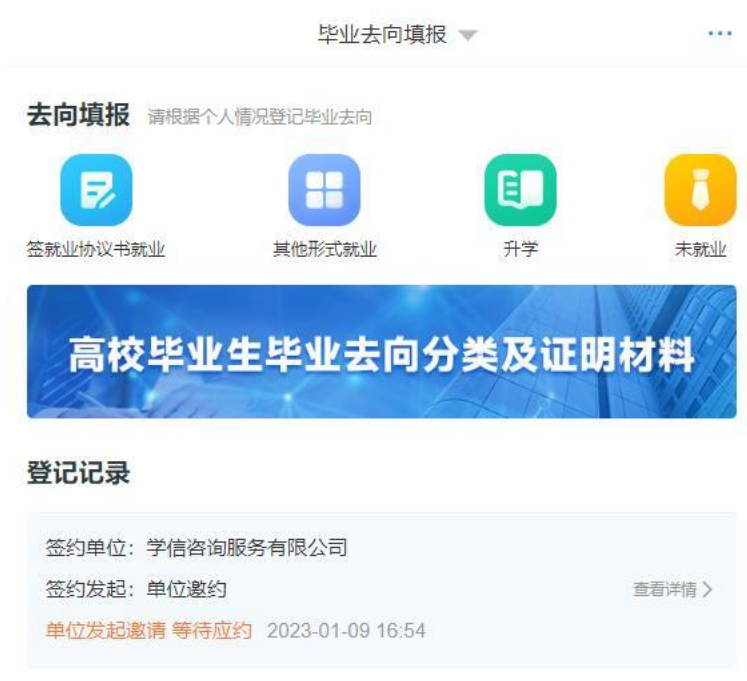 毕业去向填报
去向填报 请根据个人情况登记毕业去向
签就业协议书就业 其他形式就业 升学 未就业
高校毕业生毕业去向分类及证明材料
登记记录
签约单位：学信咨询服务有限公司
签约发起：单位邀约 查看详情
单位发起邀请 等待应约 2023-01-09 16:54